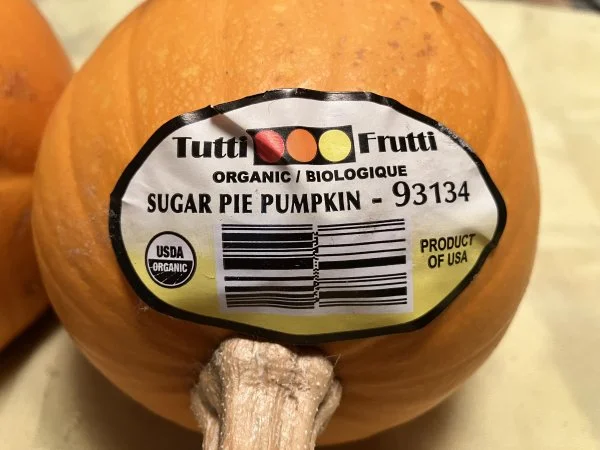 Tutti Frutti
ORGANIC / BIOLOGIQUE
SUGAR PIE PUMPKIN - 93134
USDA
ORGANIC
PRODUCT
OF USA